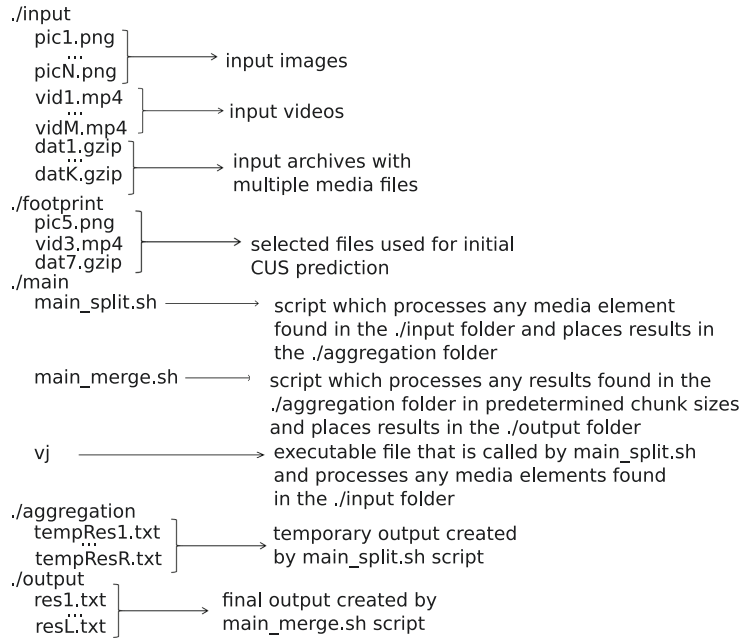 ./input
pic1.png
...
picN.png
input images
vid1.mp4
...
vidM.mp4
input videos
dat1.gzip
...
datK.gzip
input archives with
multiple media files
./footprint
pic5.png
vid3.mp4
dat7.gzip
selected files used for initial
CUS prediction
./main
main_split.sh
script which processes any media element
found in the ./input folder and places results in
the ./aggregation folder
main_merge.sh
script which processes any results found in the
./aggregation folder in predetermined chunk sizes
and places results in the ./output folder
vj
executable file that is called by main_split.sh
and processes any media elements found
in the ./input folder
./aggregation
tempRes1.txt
...
tempResR.txt
temporary output created
by main_split.sh script
./output
res1.txt
...
resL.txt
final output created by
main_merge.sh script